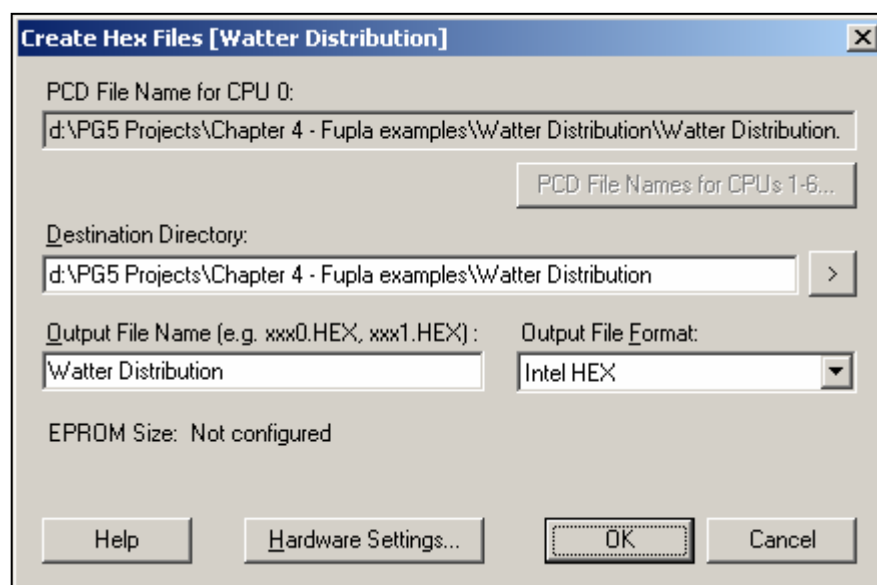 Create Hex Files [Watter Distribution]
PCD File Name for CPU 0:
d:\PG5 Projects\Chapter 4 - Fupla examples\Watter Distribution\Watter Distribution.
PCD File Names for CPUs 1-6...
Destination Directory:
d:\PG5 Projects\Chapter 4 - Fupla examples\Watter Distribution
>
Output File Name (e.g. xxx0.HEX, xxx1.HEX) :
Output File Format:
Watter Distribution
Intel HEX
EPROM Size: Not configured
Help
Hardware Settings...
OK
Cancel